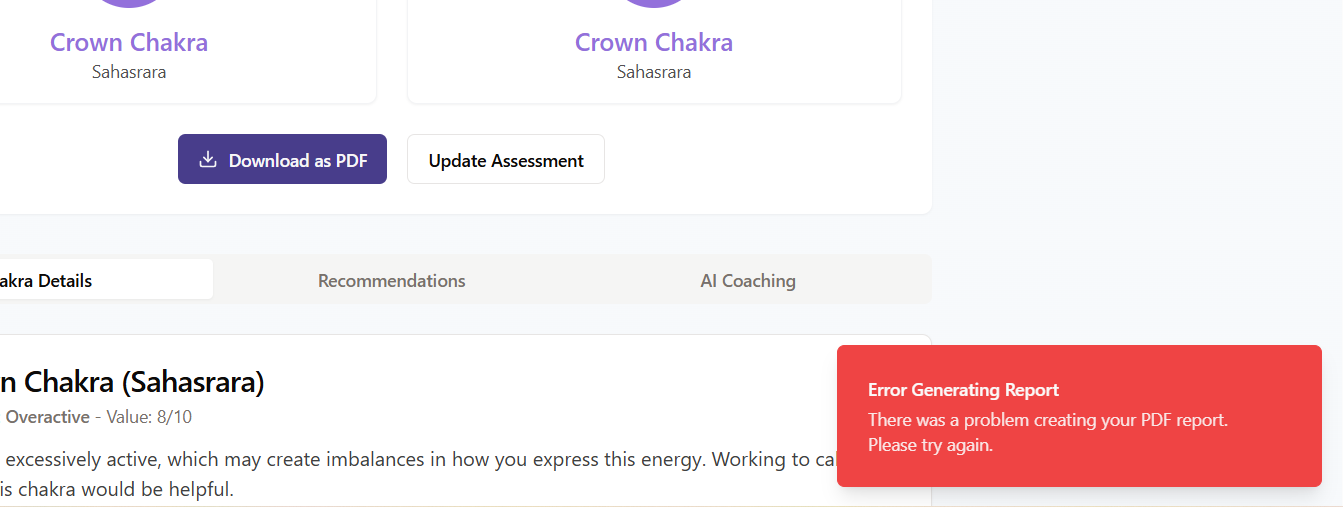 Crown Chakra
Sahasrara
Crown Chakra
Sahasrara
Download as PDF
Update Assessment
akra Details
Recommendations
AI Coaching
n Chakra (Sahasrara)
Overactive - Value: 8/10
excessively active, which may create imbalances in how you express this energy. Working to cal
is chakra would be helpful.
Error Generating Report
There was a problem creating your PDF report.
Please try again.